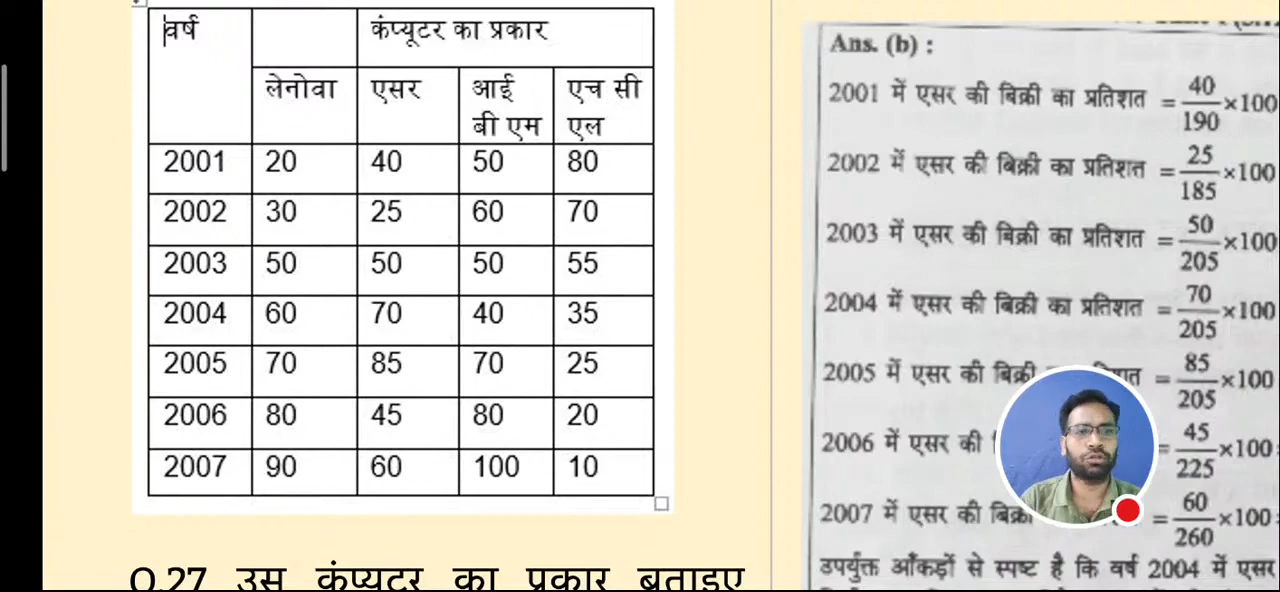 वर्ष कंप्यूटर का प्रकार
लेनोवा एसर आई बी एम एच सी एल
2001 20 40 50 80
2002 30 25 60 70
2003 50 50 50 55
2004 60 70 40 35
2005 70 85 70 25
2006 80 45 80 20
2007 90 60 100 10
Q.27 उस कंप्यूटर का प्रकार बताइए
Ans. (b) :
2001 में एसर की बिक्री का प्रतिशत = 40/190 ×100
2002 में एसर की बिक्री का प्रतिशत = 25/185 ×100
2003 में एसर की बिक्री का प्रतिशत = 50/205 ×100
2004 में एसर की बिक्री का प्रतिशत = 70/205 ×100
2005 में एसर की बिक्री = 85/205 ×100
2006 में एसर की = 45/225 ×100
2007 में एसर की = 60/260 ×100
उपर्युक्त आँकड़ों से स्पष्ट है कि वर्ष 2004 में एसर